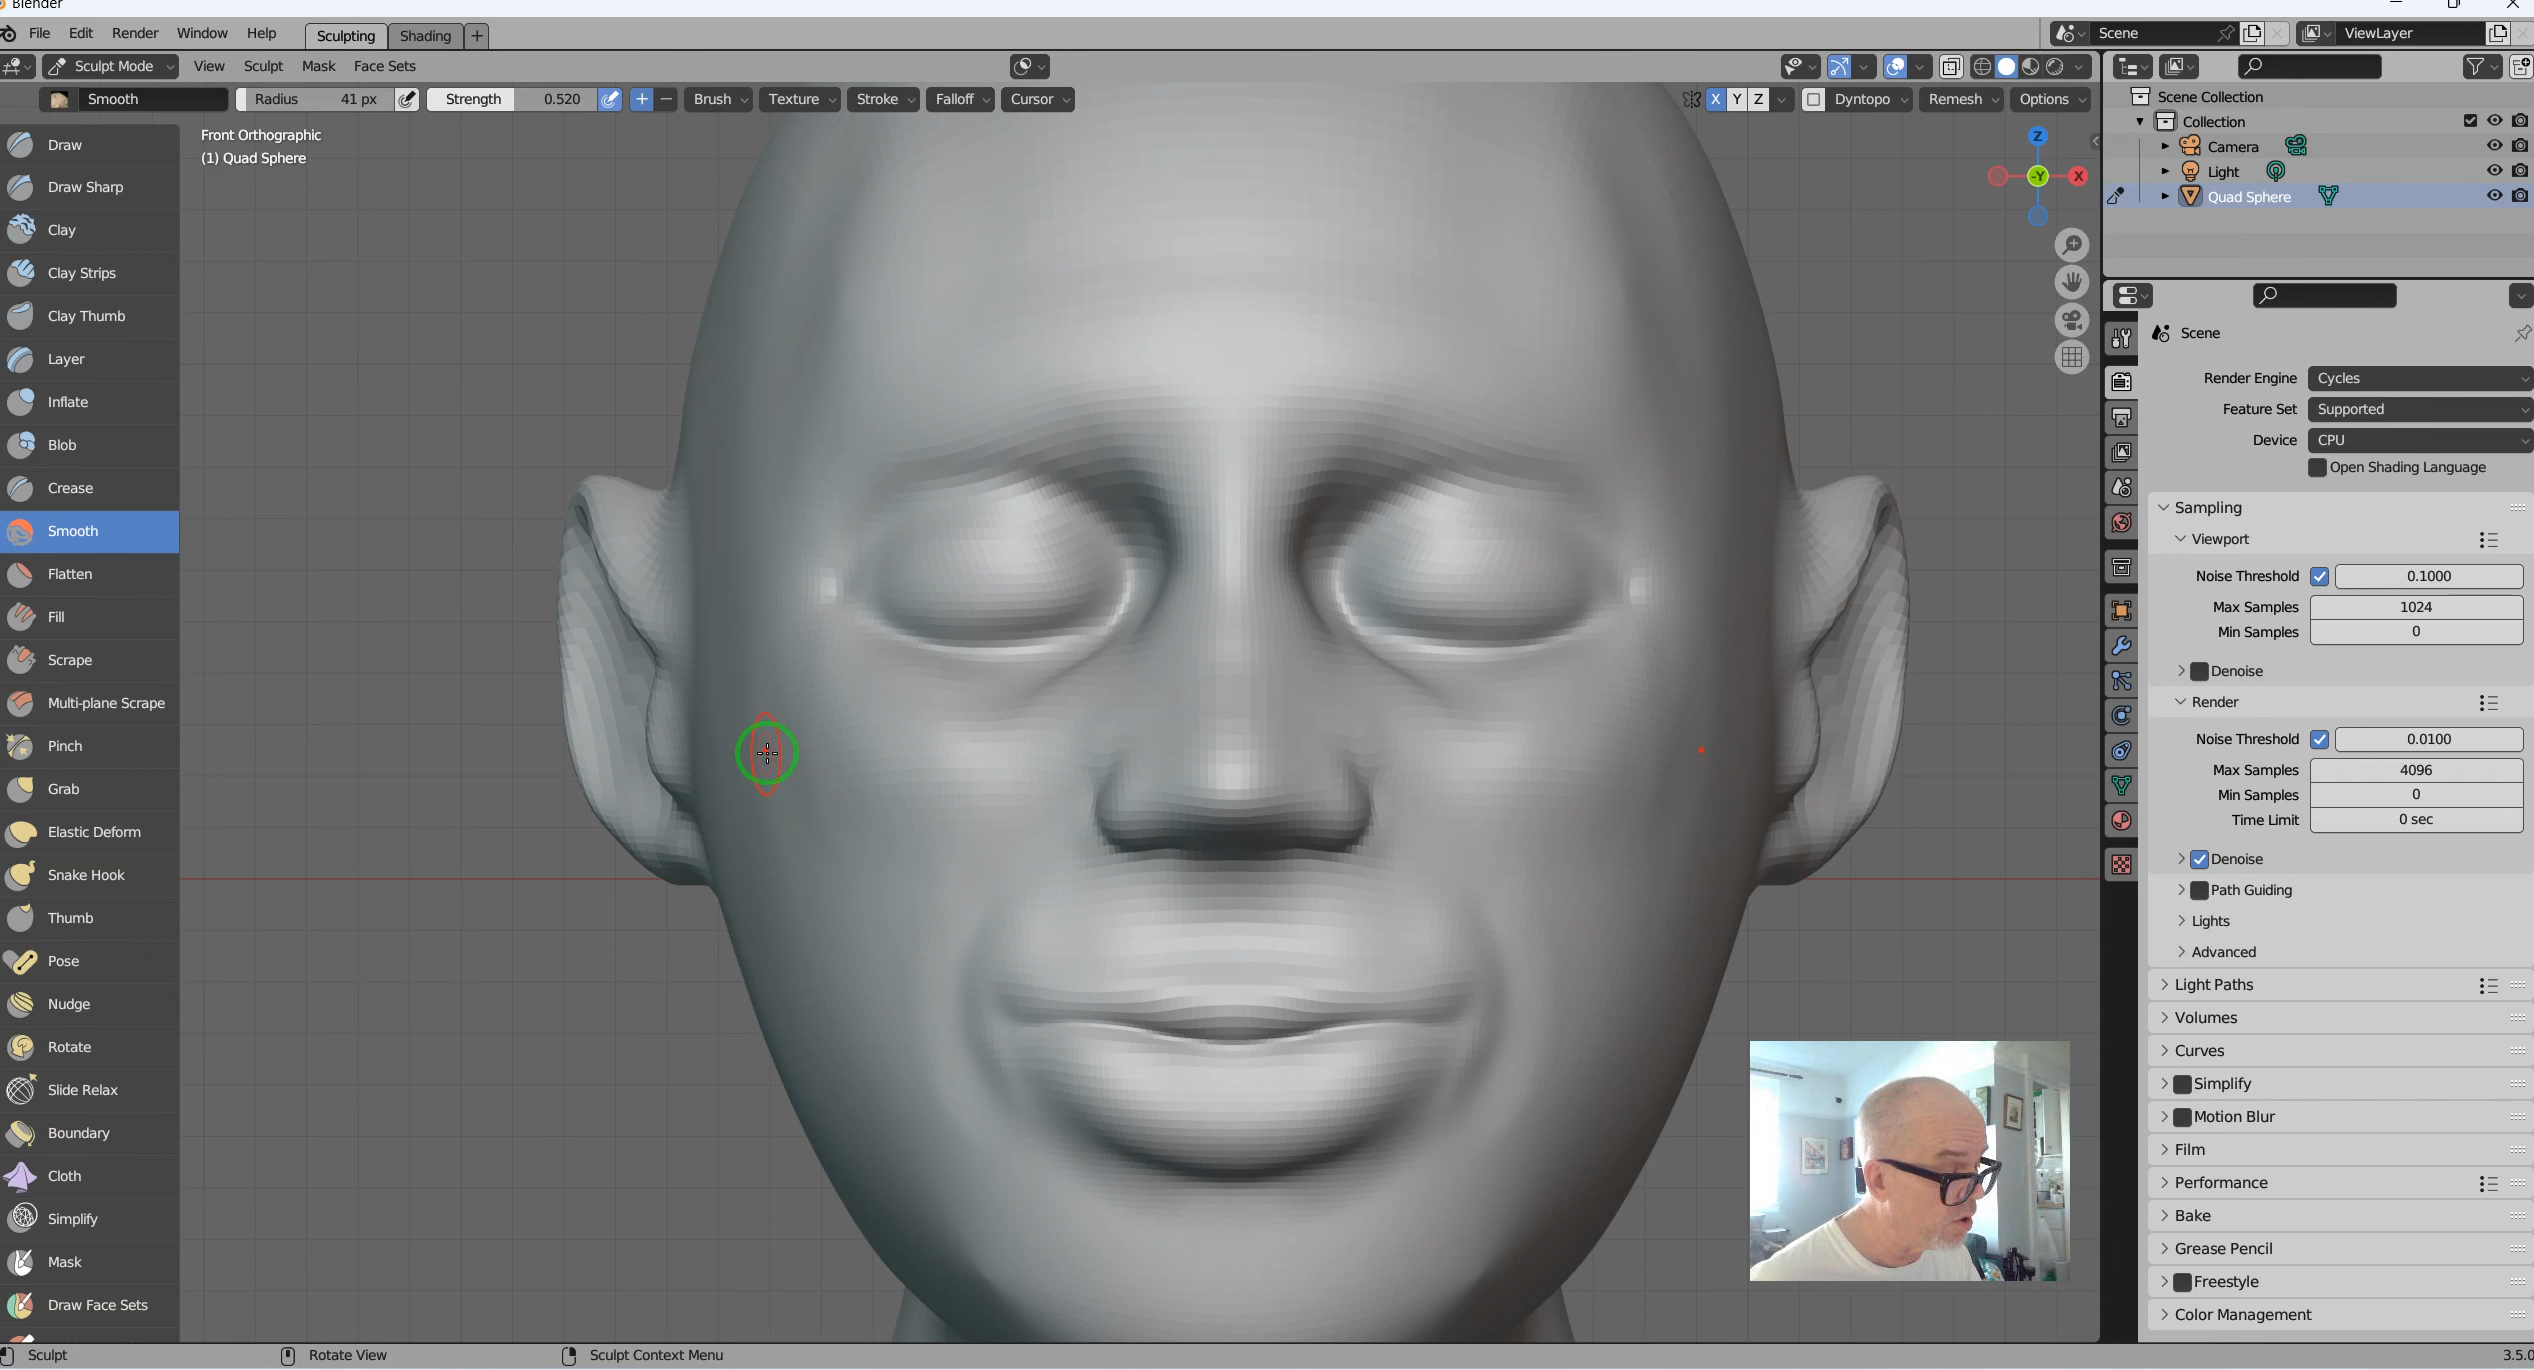 Blender
File Edit Render Window Help Sculpting Shading + Scene ViewLayer
Sculpt Mode View Sculpt Mask Face Sets
Smooth Radius 41 px Strength 0.520 + − Brush Texture Stroke Falloff Cursor X Y Z Dyntopo Remesh Options
Front Orthographic
(1) Quad Sphere
Z
-Y X
Draw
Draw Sharp
Clay
Clay Strips
Clay Thumb
Layer
Inflate
Blob
Crease
Smooth
Flatten
Fill
Scrape
Multi-plane Scrape
Pinch
Grab
Elastic Deform
Snake Hook
Thumb
Pose
Nudge
Rotate
Slide Relax
Boundary
Cloth
Simplify
Mask
Draw Face Sets
Scene Collection
Collection
Camera
Light
Quad Sphere
Scene
Render Engine Cycles
Feature Set Supported
Device CPU
Open Shading Language
Sampling
Viewport
Noise Threshold 0.1000
Max Samples 1024
Min Samples 0
Denoise
Render
Noise Threshold 0.0100
Max Samples 4096
Min Samples 0
Time Limit 0 sec
Denoise
Path Guiding
Lights
Advanced
Light Paths
Volumes
Curves
Simplify
Motion Blur
Film
Performance
Bake
Grease Pencil
Freestyle
Color Management
Sculpt Rotate View Sculpt Context Menu 3.5.0